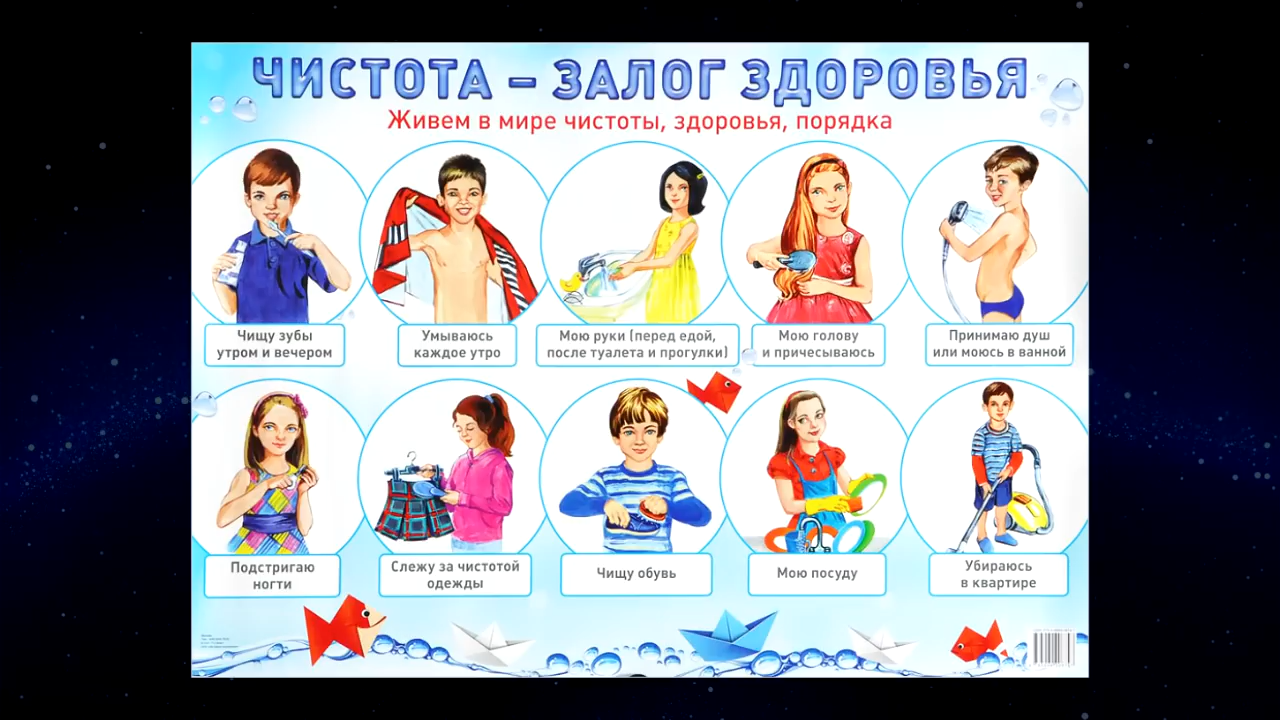 ЧИСТОТА – ЗАЛОГ ЗДОРОВЬЯ
Живем в мире чистоты, здоровья, порядка
Чищу зубы
утром и вечером
Умываюсь
каждое утро
Мою руки (перед едой,
после туалета и прогулки)
Мою голову
и причесываюсь
Принимаю душ
или моюсь в ванной
Подстригаю
ногти
Слежу за чистотой
одежды
Чищу обувь
Мою посуду
Убираюсь
в квартире